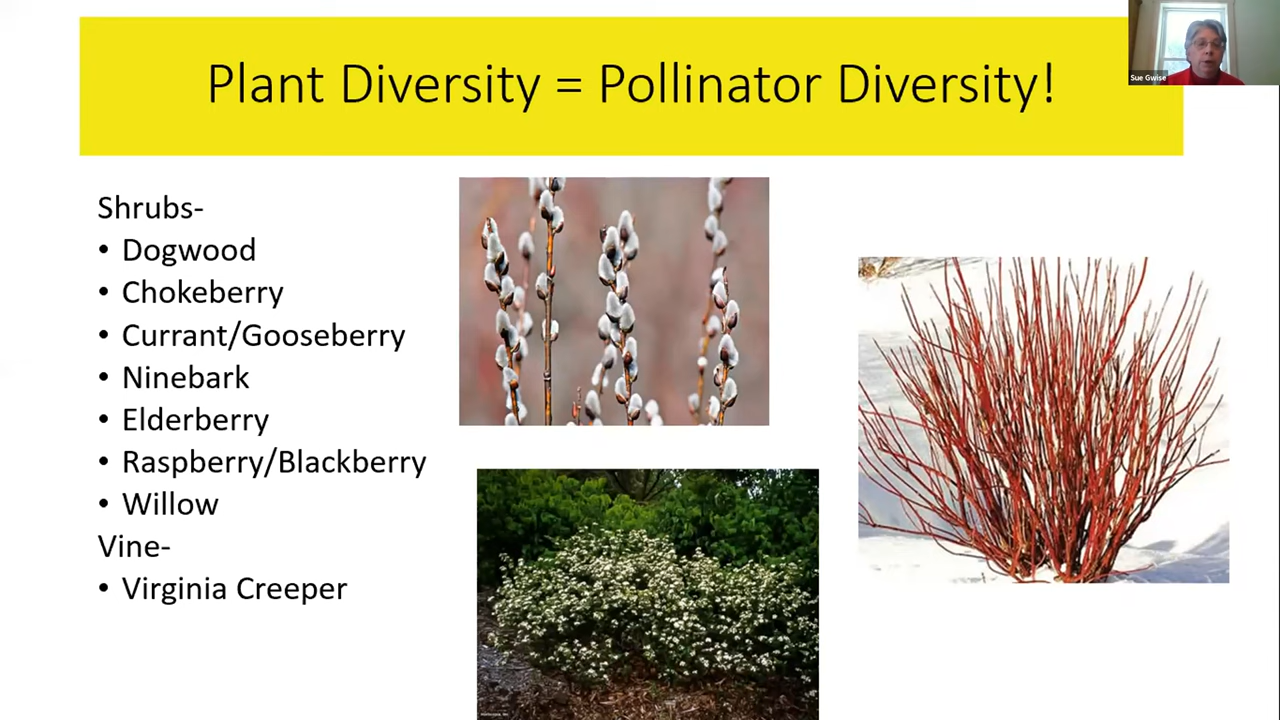 Plant Diversity = Pollinator Diversity!
Sue Gwise
Shrubs-
• Dogwood
• Chokeberry
• Currant/Gooseberry
• Ninebark
• Elderberry
• Raspberry/Blackberry
• Willow
Vine-
• Virginia Creeper